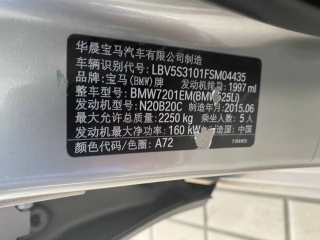 华晨宝马汽车有限公司制造
车辆识别代号: LBV5S3101FSM04435
[品牌]: 宝马(BMW) 发动机排量: 1997 ml
整车型号: BMW7201EM(BMW525Li)
发动机型号: N20B20C 制造年月: 2015.06
最大允许总质量: 2250 kg 乘坐人数: 5人
发动机最大净功率: 160 kW 制造国: 中国
颜色代码/色漆: A72